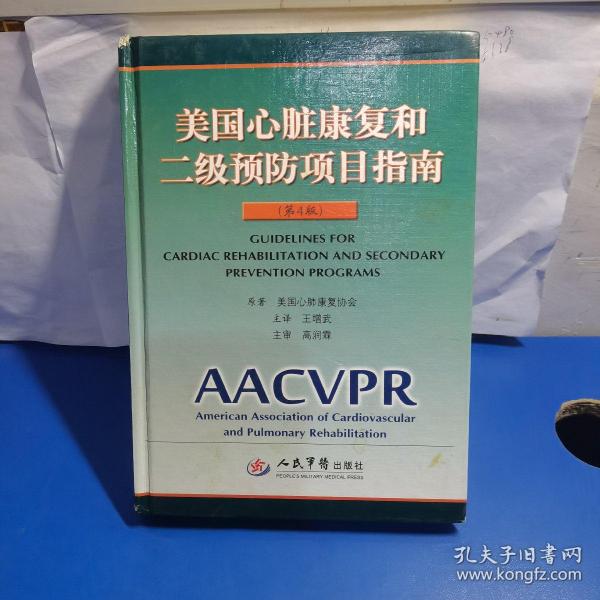 美国心脏康复和
二级预防项目指南
(第4版)
GUIDELINES FOR
CARDIAC REHABILITATION AND SECONDARY
PREVENTION PROGRAMS
原著 美国心肺康复协会
主译 王增武
主审 高润霖
AACVPR
American Association of Cardiovascular
and Pulmonary Rehabilitation
人民军医出版社
PEOPLE'S MILITARY MEDICAL PRESS
孔夫子旧书网
www.kongfz.com